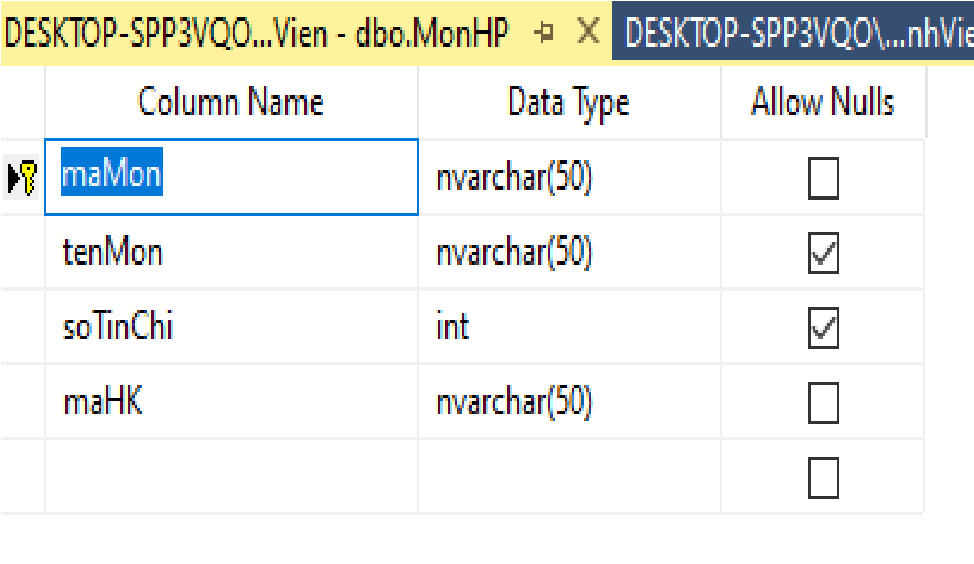 DESKTOP-SPP3VQO...Vien - dbo.MonHP DESKTOP-SPP3VQO\...nhVie
Column Name Data Type Allow Nulls
maMon nvarchar(50)
tenMon nvarchar(50)
soTinChi int
maHK nvarchar(50)